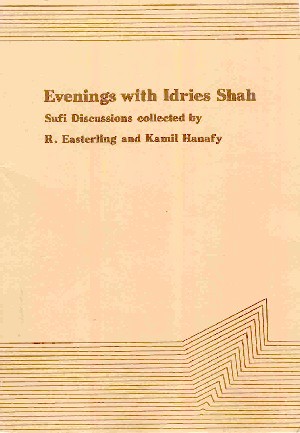 Evenings with Idries Shah
Sufi Discussions collected by
R. Easterling and Kamil Hanafy